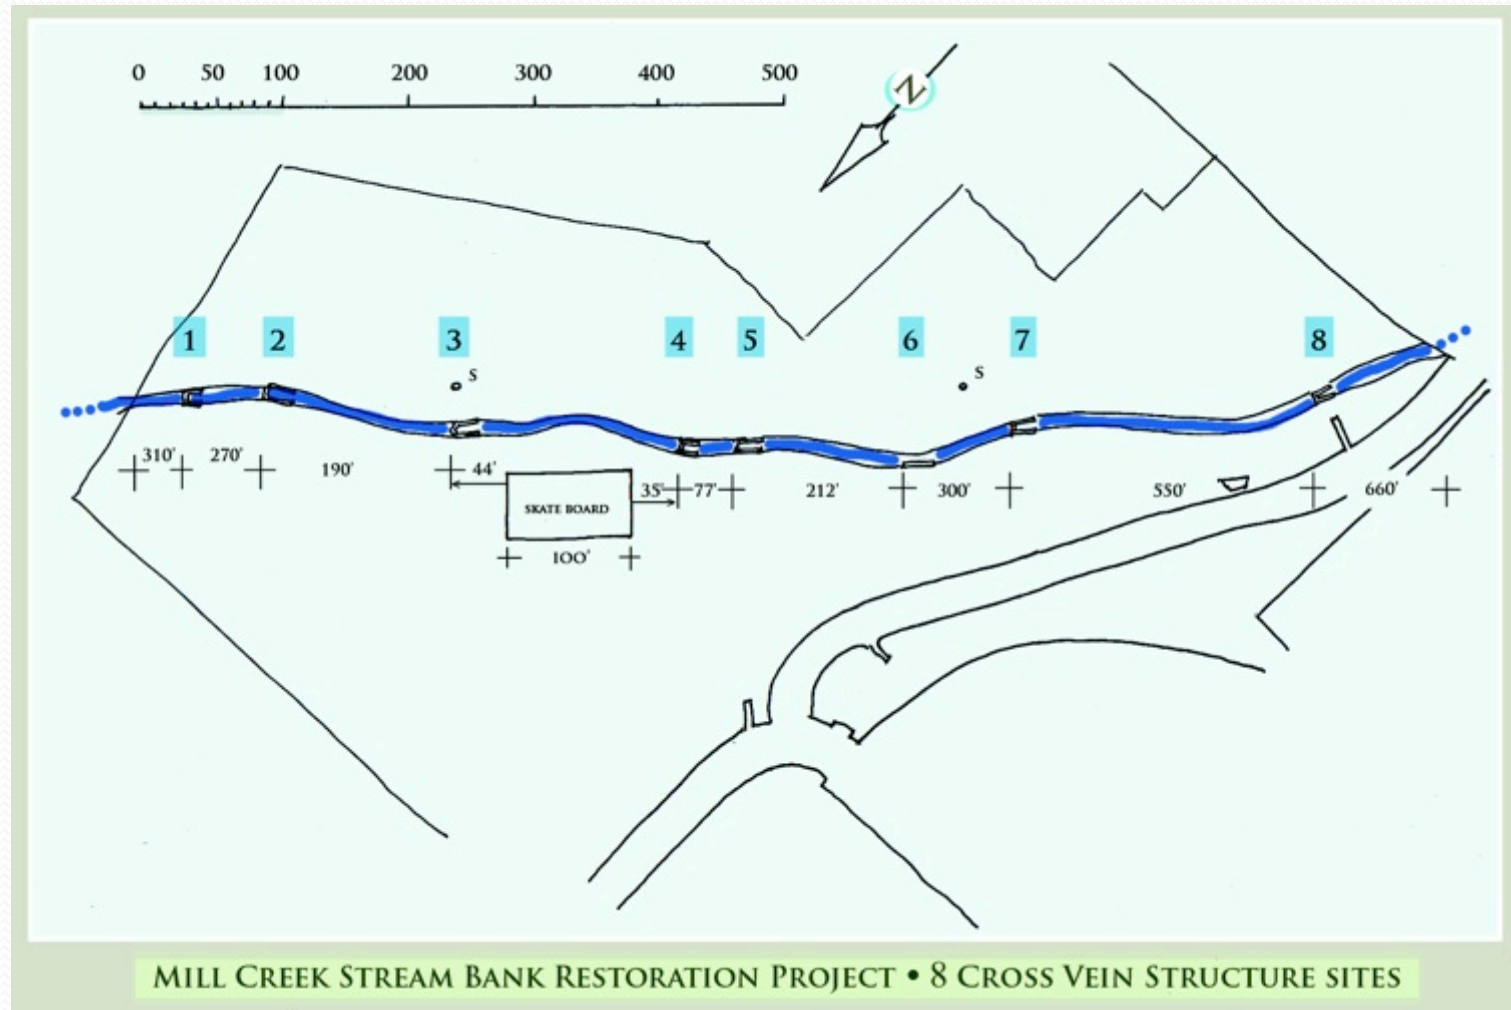 0 50 100 200 300 400 500
N
1 2 3 4 5 6 7 8
S S
310' 270' 190' 44' 35' 77' 212' 300' 550' 660'
SKATE BOARD
100'
MILL CREEK STREAM BANK RESTORATION PROJECT • 8 CROSS VEIN STRUCTURE SITES